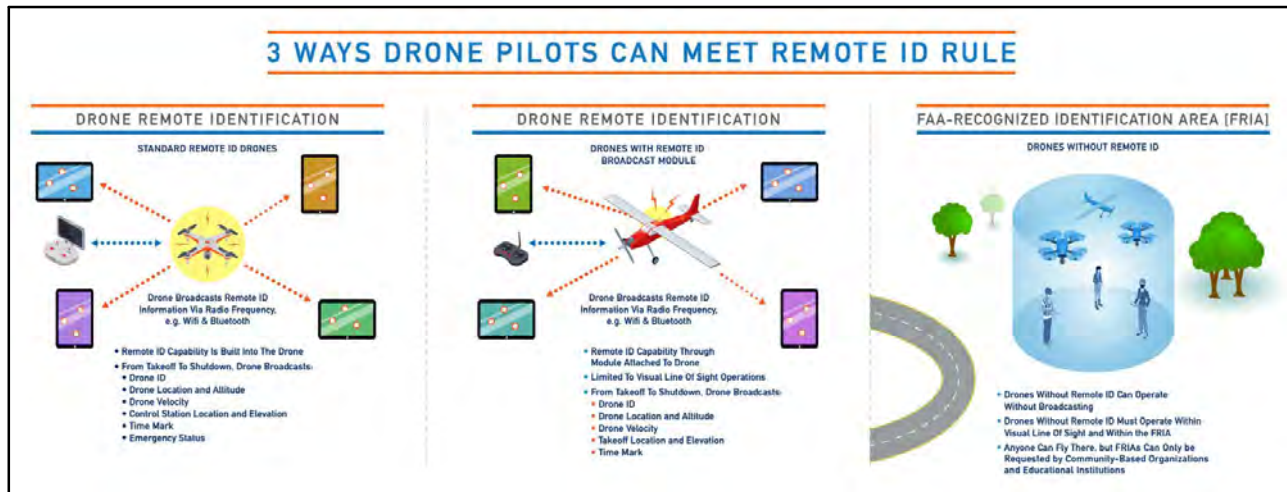 3 WAYS DRONE PILOTS CAN MEET REMOTE ID RULE
DRONE REMOTE IDENTIFICATION
STANDARD REMOTE ID DRONES
Drone Broadcasts Remote ID
Information Via Radio Frequency,
e.g. Wifi & Bluetooth
• Remote ID Capability Is Built Into The Drone
• From Takeoff To Shutdown, Drone Broadcasts:
• Drone ID
• Drone Location and Altitude
• Drone Velocity
• Control Station Location and Elevation
• Time Mark
• Emergency Status
DRONE REMOTE IDENTIFICATION
DRONES WITH REMOTE ID
BROADCAST MODULE
Drone Broadcasts Remote ID
Information Via Radio Frequency,
e.g. Wifi & Bluetooth
• Remote ID Capability Through
Module Attached To Drone
• Limited To Visual Line Of Sight Operations
• From Takeoff To Shutdown, Drone Broadcasts:
• Drone ID
• Drone Location and Altitude
• Drone Velocity
• Takeoff Location and Elevation
• Time Mark
FAA-RECOGNIZED IDENTIFICATION AREA [FRIA]
DRONES WITHOUT REMOTE ID
• Drones Without Remote ID Can Operate
Without Broadcasting
• Drones Without Remote ID Must Operate Within
Visual Line Of Sight and Within the FRIA
• Anyone Can Fly There, but FRIAs Can Only be
Requested by Community-Based Organizations
and Educational Institutions